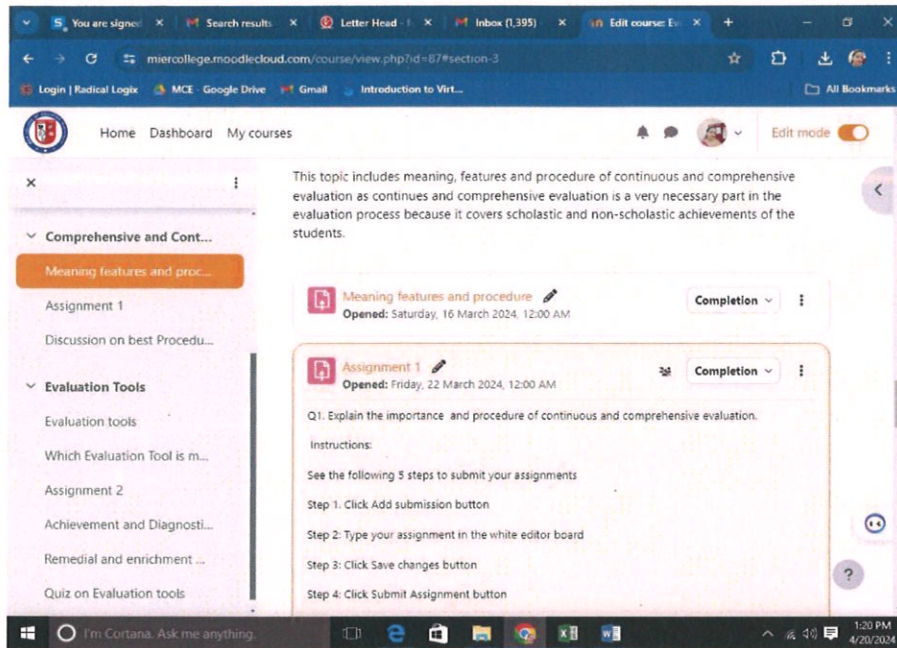 You are signed
Search results
Letter Head - f
Inbox (1,395)
Edit course: Ev
miercollege.moodlecloud.com/course/view.php?id=87#section-3
Login | Radical Logix
MCE - Google Drive
Gmail
Introduction to Virt...
All Bookmarks
Home Dashboard My courses
Edit mode
This topic includes meaning, features and procedure of continuous and comprehensive
evaluation as continues and comprehensive evaluation is a very necessary part in the
evaluation process because it covers scholastic and non-scholastic achievements of the
students.
Comprehensive and Cont...
Meaning features and proc...
Assignment 1
Discussion on best Procedu...
Evaluation Tools
Evaluation tools
Which Evaluation Tool is m...
Assignment 2
Achievement and Diagnosti...
Remedial and enrichment ...
Quiz on Evaluation tools
Meaning features and procedure
Opened: Saturday, 16 March 2024, 12:00 AM
Completion
Assignment 1
Opened: Friday, 22 March 2024, 12:00 AM
Completion
Q1. Explain the importance and procedure of continuous and comprehensive evaluation.
Instructions:
See the following 5 steps to submit your assignments
Step 1. Click Add submission button
Step 2: Type your assignment in the white editor board
Step 3: Click Save changes button
Step 4: Click Submit Assignment button
?
I'm Cortana. Ask me anything.
1:20 PM
4/20/2024